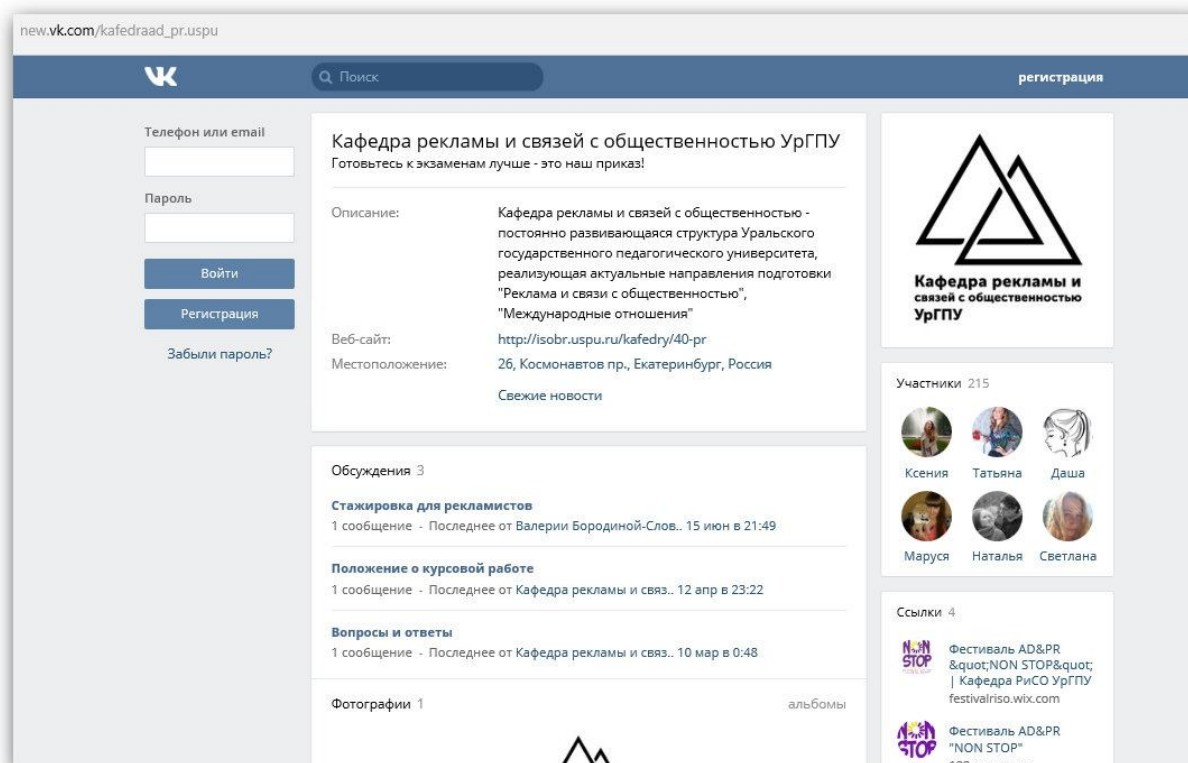 new.vk.com/kafedraad_pr.uspu
Поиск
регистрация
Телефон или email
Пароль
Войти
Регистрация
Забыли пароль?
Кафедра рекламы и связей с общественностью УрГПУ
Готовьтесь к экзаменам лучше - это наш приказ!
Описание:
Кафедра рекламы и связей с общественностью -
постоянно развивающаяся структура Уральского
государственного педагогического университета,
реализующая актуальные направления подготовки
"Реклама и связи с общественностью",
"Международные отношения"
Веб-сайт: http://isobr.uspu.ru/kafedry/40-pr
Местоположение: 26, Космонавтов пр., Екатеринбург, Россия
Свежие новости
Обсуждения 3
Стажировка для рекламистов
1 сообщение - Последнее от Валерии Бородиной-Слов.. 15 июн в 21:49
Положение о курсовой работе
1 сообщение - Последнее от Кафедра рекламы и связ.. 12 апр в 23:22
Вопросы и ответы
1 сообщение - Последнее от Кафедра рекламы и связ.. 10 мар в 0:48
Фотографии 1 альбомы
Кафедра рекламы и
связей с общественностью
УрГПУ
Участники 215
Ксения Татьяна Даша
Маруся Наталья Светлана
Ссылки 4
NON
STOP
Фестиваль AD&PR
&quot;NON STOP&quot;
| Кафедра РиСО УрГПУ
festivalriso.wix.com
NON
STOP
Фестиваль AD&PR
"NON STOP"